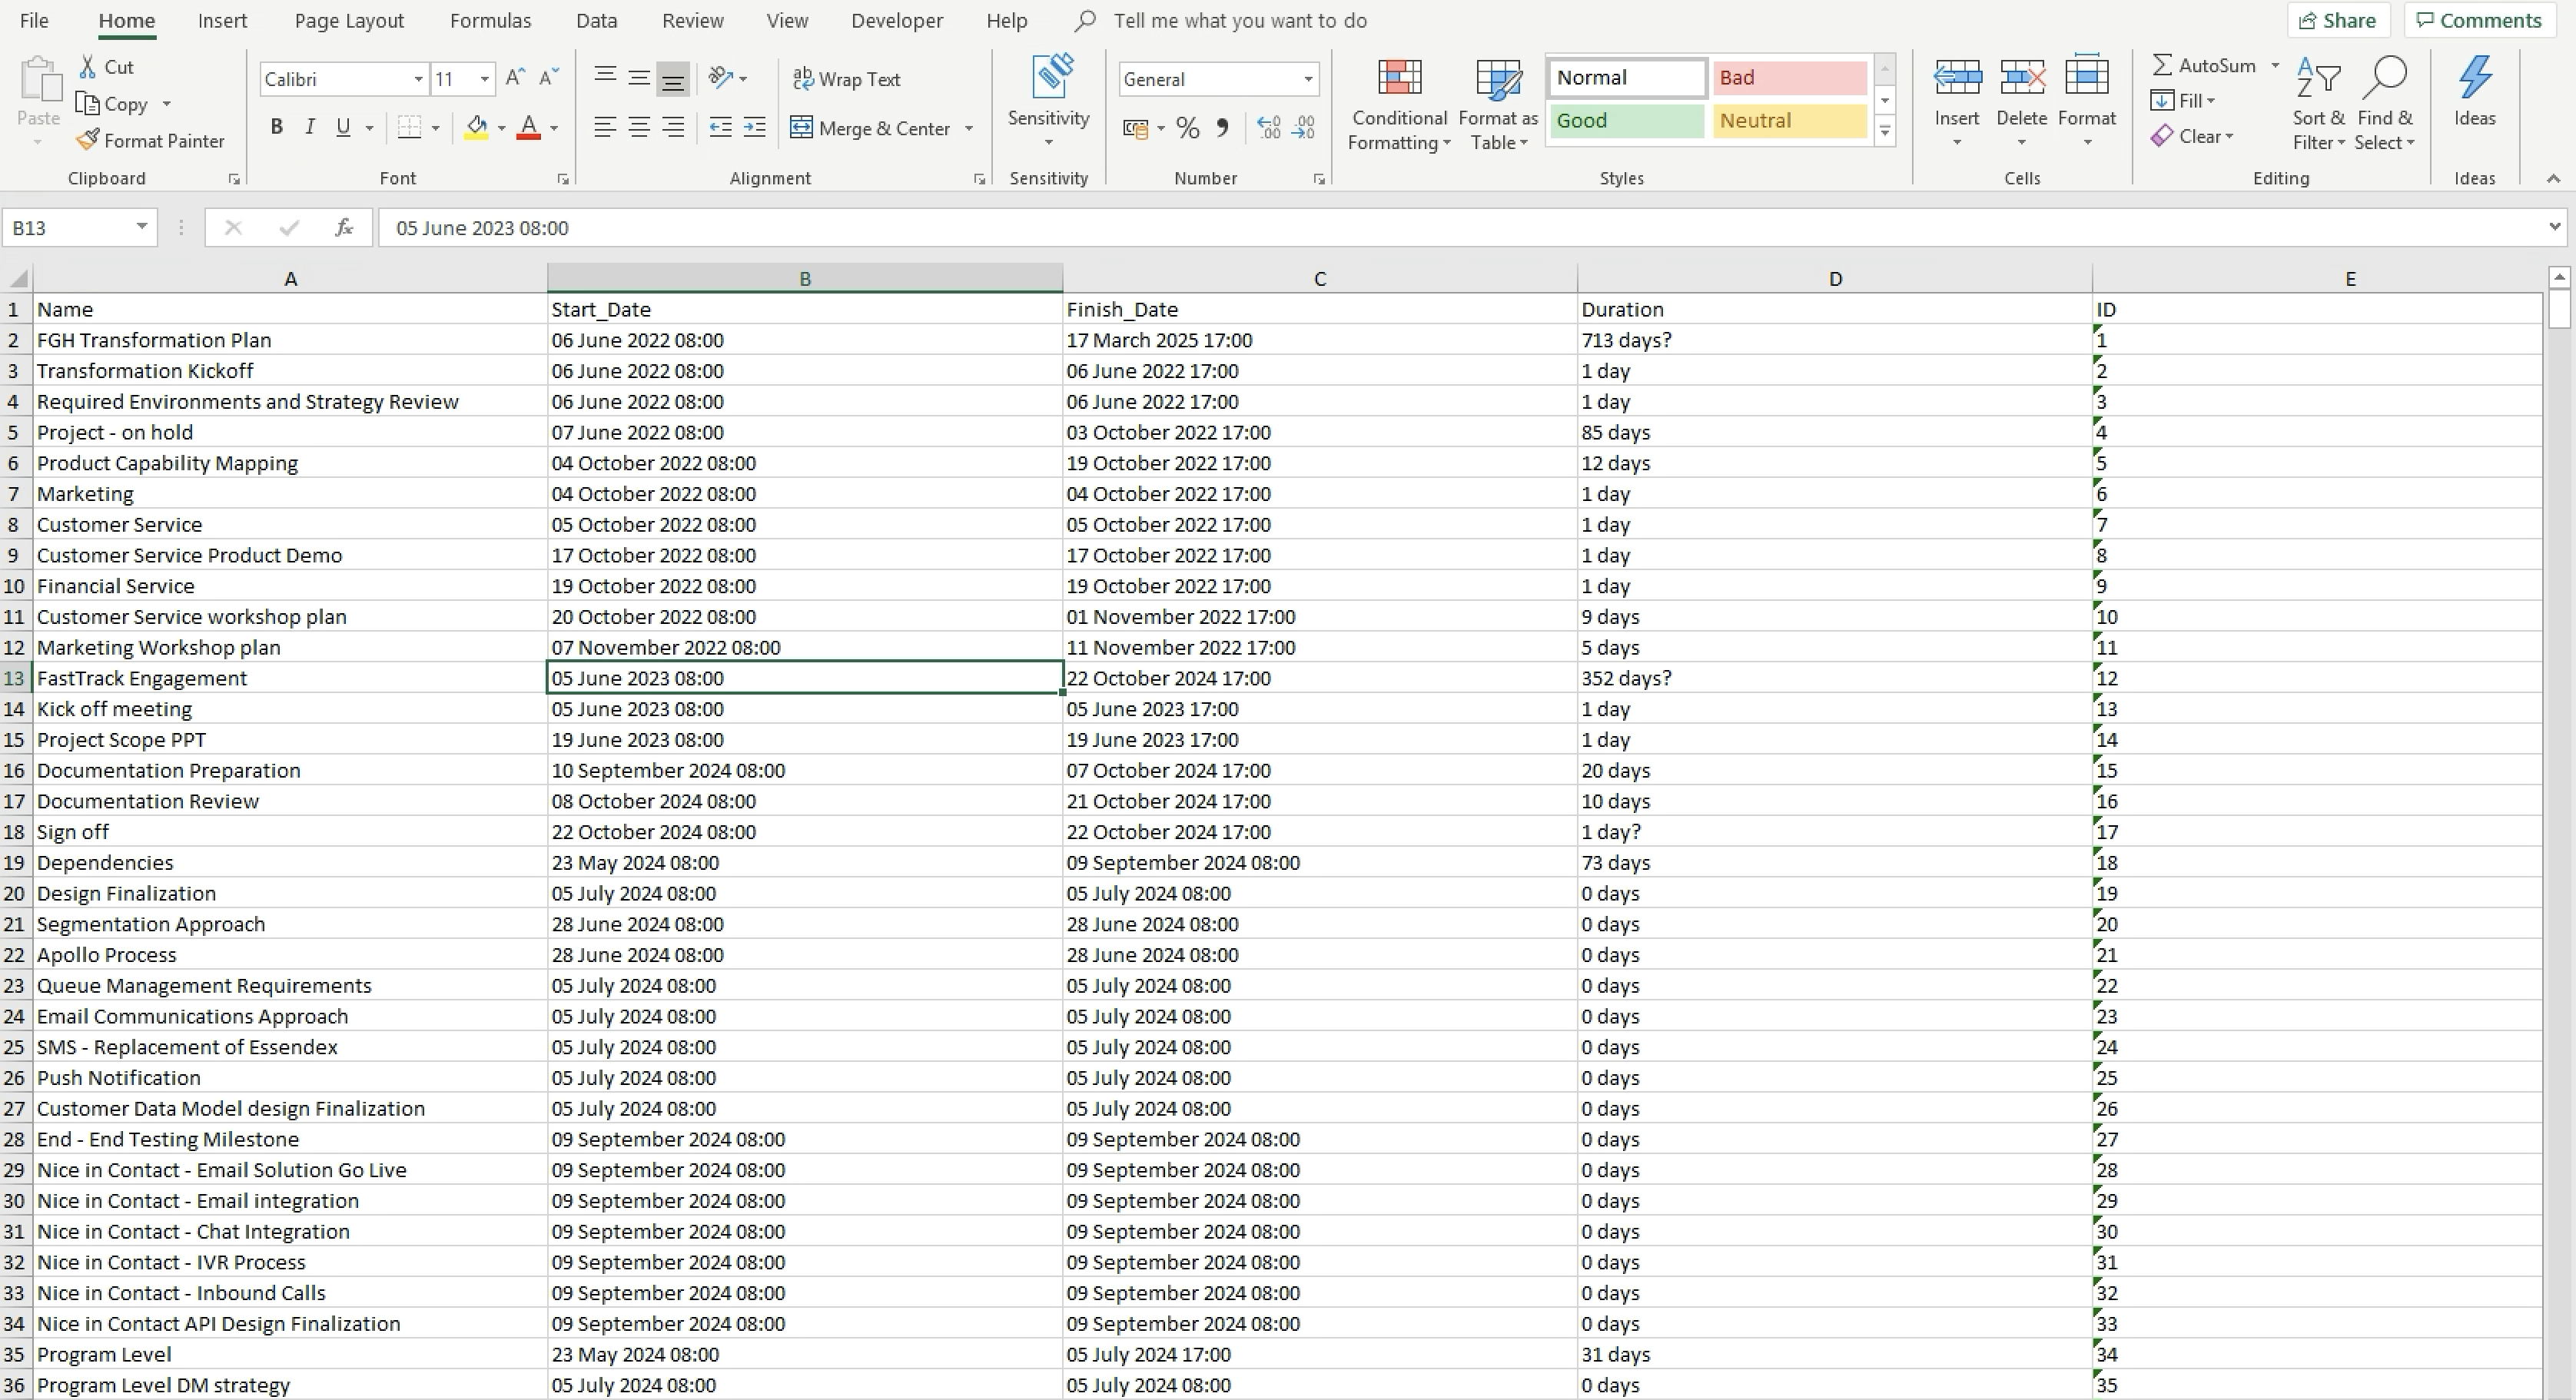 File Home Insert Page Layout Formulas Data Review View Developer Help Tell me what you want to do Share Comments
Paste Cut Copy Format Painter Clipboard
Calibri 11 A A B I U A Font
ab Wrap Text Merge & Center Alignment
Sensitivity Sensitivity
General % , .00 .00 Number
Conditional Formatting Format as Table Normal Bad Good Neutral Styles
Insert Delete Format Cells
AutoSum Fill Clear Sort & Filter Find & Select Editing
Ideas Ideas
B13 fx 05 June 2023 08:00
A B C D E
1 Name Start_Date Finish_Date Duration ID
2 FGH Transformation Plan 06 June 2022 08:00 17 March 2025 17:00 713 days? 1
3 Transformation Kickoff 06 June 2022 08:00 06 June 2022 17:00 1 day 2
4 Required Environments and Strategy Review 06 June 2022 08:00 06 June 2022 17:00 1 day 3
5 Project - on hold 07 June 2022 08:00 03 October 2022 17:00 85 days 4
6 Product Capability Mapping 04 October 2022 08:00 19 October 2022 17:00 12 days 5
7 Marketing 04 October 2022 08:00 04 October 2022 17:00 1 day 6
8 Customer Service 05 October 2022 08:00 05 October 2022 17:00 1 day 7
9 Customer Service Product Demo 17 October 2022 08:00 17 October 2022 17:00 1 day 8
10 Financial Service 19 October 2022 08:00 19 October 2022 17:00 1 day 9
11 Customer Service workshop plan 20 October 2022 08:00 01 November 2022 17:00 9 days 10
12 Marketing Workshop plan 07 November 2022 08:00 11 November 2022 17:00 5 days 11
13 FastTrack Engagement 05 June 2023 08:00 22 October 2024 17:00 352 days? 12
14 Kick off meeting 05 June 2023 08:00 05 June 2023 17:00 1 day 13
15 Project Scope PPT 19 June 2023 08:00 19 June 2023 17:00 1 day 14
16 Documentation Preparation 10 September 2024 08:00 07 October 2024 17:00 20 days 15
17 Documentation Review 08 October 2024 08:00 21 October 2024 17:00 10 days 16
18 Sign off 22 October 2024 08:00 22 October 2024 17:00 1 day? 17
19 Dependencies 23 May 2024 08:00 09 September 2024 08:00 73 days 18
20 Design Finalization 05 July 2024 08:00 05 July 2024 08:00 0 days 19
21 Segmentation Approach 28 June 2024 08:00 28 June 2024 08:00 0 days 20
22 Apollo Process 28 June 2024 08:00 28 June 2024 08:00 0 days 21
23 Queue Management Requirements 05 July 2024 08:00 05 July 2024 08:00 0 days 22
24 Email Communications Approach 05 July 2024 08:00 05 July 2024 08:00 0 days 23
25 SMS - Replacement of Essendex 05 July 2024 08:00 05 July 2024 08:00 0 days 24
26 Push Notification 05 July 2024 08:00 05 July 2024 08:00 0 days 25
27 Customer Data Model design Finalization 05 July 2024 08:00 05 July 2024 08:00 0 days 26
28 End - End Testing Milestone 09 September 2024 08:00 09 September 2024 08:00 0 days 27
29 Nice in Contact - Email Solution Go Live 09 September 2024 08:00 09 September 2024 08:00 0 days 28
30 Nice in Contact - Email integration 09 September 2024 08:00 09 September 2024 08:00 0 days 29
31 Nice in Contact - Chat Integration 09 September 2024 08:00 09 September 2024 08:00 0 days 30
32 Nice in Contact - IVR Process 09 September 2024 08:00 09 September 2024 08:00 0 days 31
33 Nice in Contact - Inbound Calls 09 September 2024 08:00 09 September 2024 08:00 0 days 32
34 Nice in Contact API Design Finalization 09 September 2024 08:00 09 September 2024 08:00 0 days 33
35 Program Level 23 May 2024 08:00 05 July 2024 17:00 31 days 34
36 Program Level DM strategy 05 July 2024 08:00 05 July 2024 08:00 0 days 35